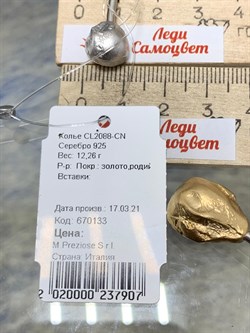 Леди
Самоцвет
Леди
Самоцвет
Колье CL2088-CN
Серебро 925
Вес: 12,26 г
Р-р. Покр.: золото,родий
Вставки:
Дата произв.: 17.03.21
Код: 670133
Цена:
M.Preziose S r l
Страна: Италия
2 020000 237907